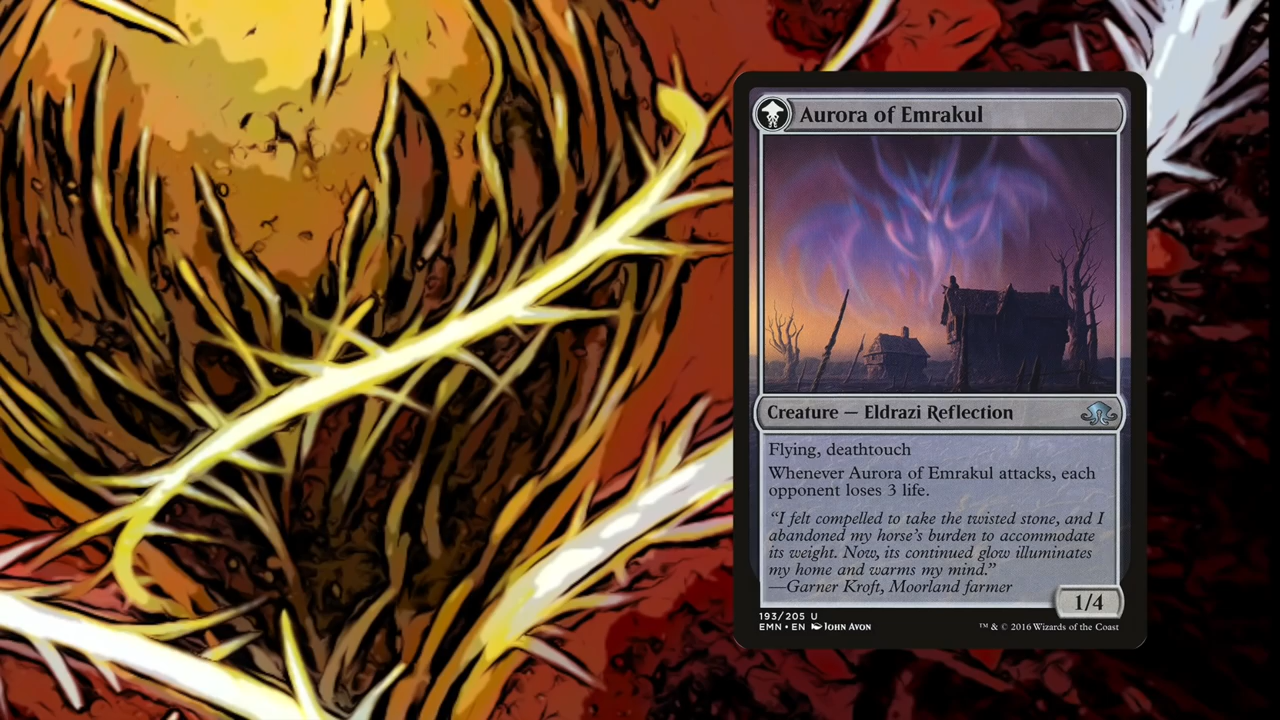 Aurora of Emrakul
Creature — Eldrazi Reflection
Flying, deathtouch
Whenever Aurora of Emrakul attacks, each
opponent loses 3 life.
“I felt compelled to take the twisted stone, and I
abandoned my horse’s burden to accommodate
its weight. Now, its continued glow illuminates
my home and warms my mind.”
—Garner Kroft, Moorland farmer
1/4
193/205 U
EMN • EN John Avon
™ & © 2016 Wizards of the Coast